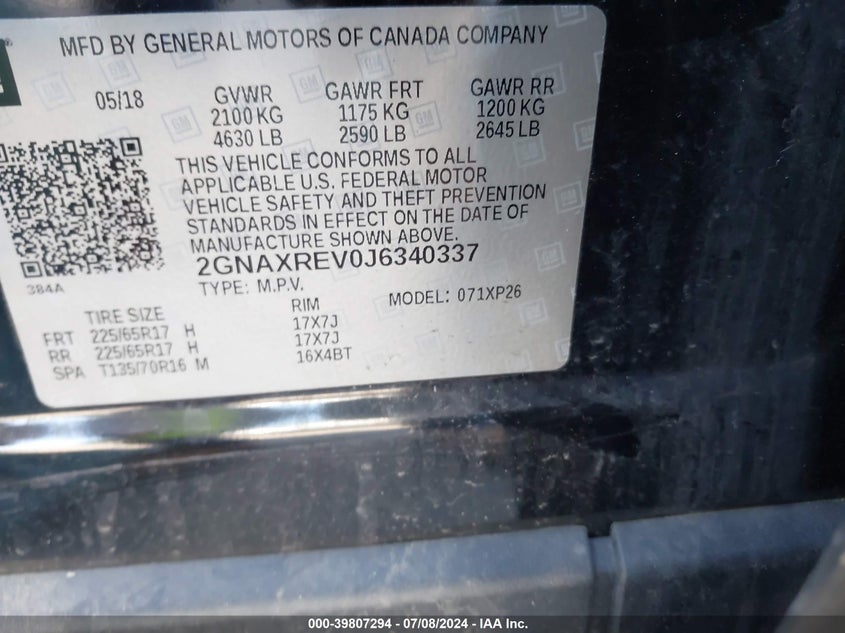 MFD BY GENERAL MOTORS OF CANADA COMPANY
05/18 GVWR GAWR FRT GAWR RR
2100 KG 1175 KG 1200 KG
4630 LB 2590 LB 2645 LB
THIS VEHICLE CONFORMS TO ALL
APPLICABLE U.S. FEDERAL MOTOR
VEHICLE SAFETY AND THEFT PREVENTION
STANDARDS IN EFFECT ON THE DATE OF
MANUFACTURE SHOWN ABOVE.
2GNAXREV0J6340337
384A
TYPE: M.P.V. MODEL: 071XP26
TIRE SIZE RIM
FRT 225/65R17 H 17X7J
RR 225/65R17 H 17X7J
SPA T135/70R16 M 16X4BT
000-39807294 - 07/08/2024 - IAA Inc.